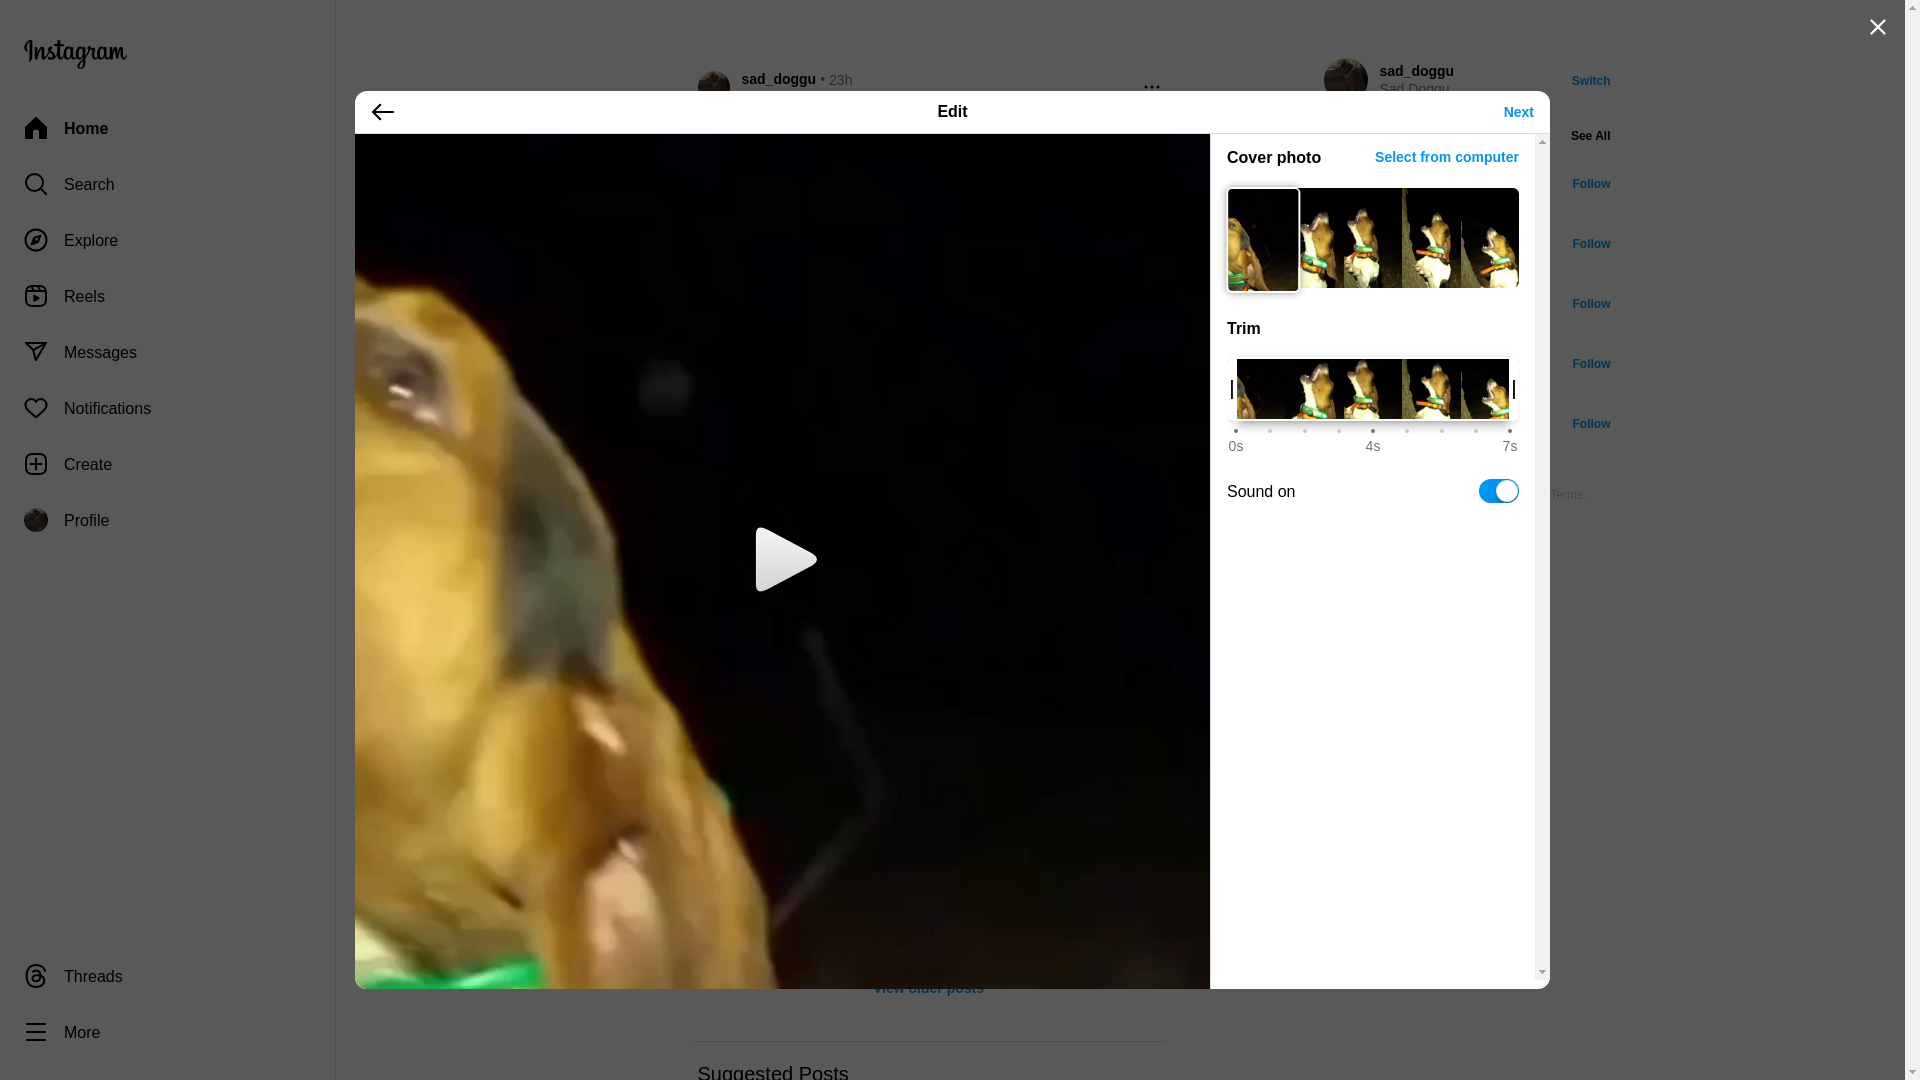 Instagram
Home
Search
Explore
Reels
Messages
Notifications
Create
Profile
Threads
More
sad_doggu • 23h
sad_doggu
Sad Doggu
Switch
See All
Follow
Follow
Follow
Follow
Follow
Terms ·
Edit
Next
Cover photo
Select from computer
Trim
0s 4s 7s
Sound on
View older posts
Suggested Posts